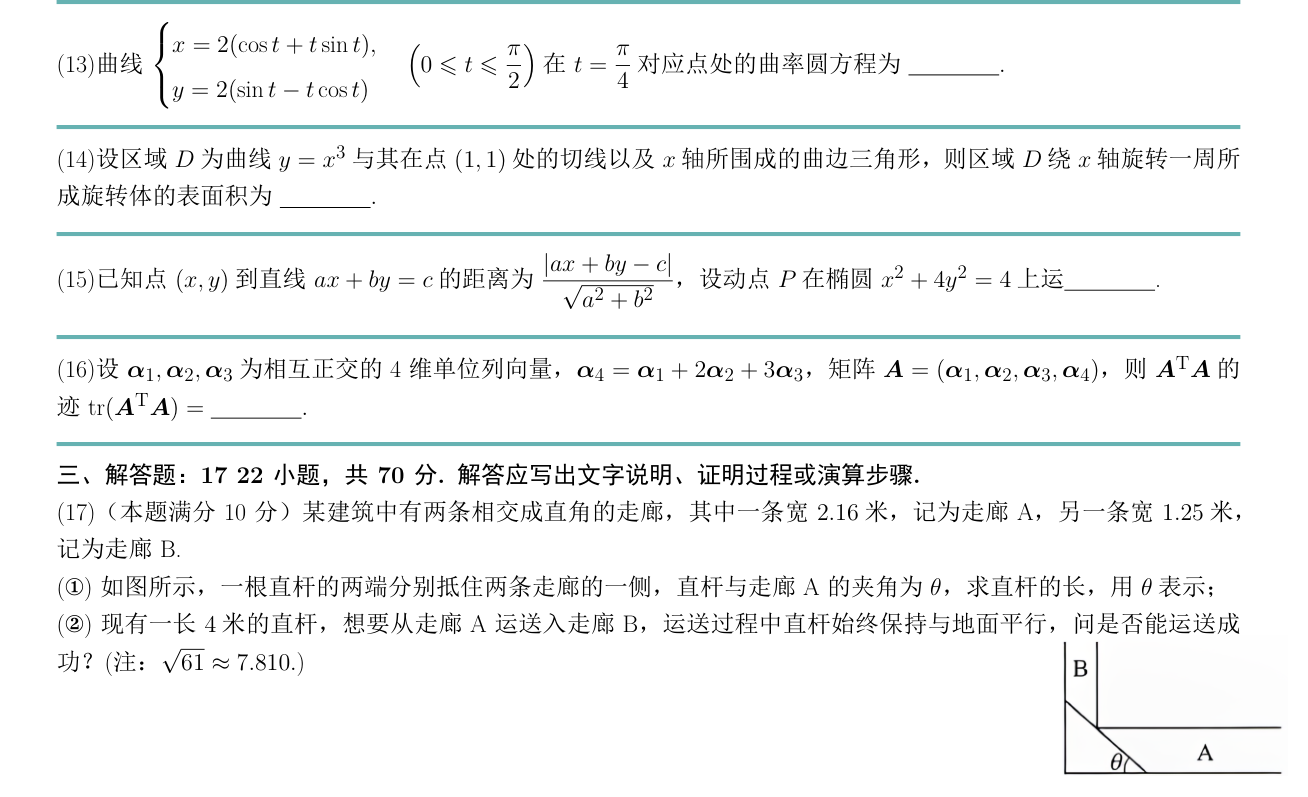 (13)曲线 { x = 2(cos t + t sin t), y = 2(sin t − t cos t) (0 ⩽ t ⩽ π/2) 在 t = π/4 对应点处的曲率圆方程为 ________.
(14)设区域 D 为曲线 y = x³ 与其在点 (1, 1) 处的切线以及 x 轴所围成的曲边三角形，则区域 D 绕 x 轴旋转一周所
成旋转体的表面积为 ________.
(15)已知点 (x, y) 到直线 ax + by = c 的距离为 |ax + by − c|/√(a² + b²)，设动点 P 在椭圆 x² + 4y² = 4 上运________.
(16)设 α₁, α₂, α₃ 为相互正交的 4 维单位列向量，α₄ = α₁ + 2α₂ + 3α₃，矩阵 A = (α₁, α₂, α₃, α₄)，则 AᵀA 的
迹 tr(AᵀA) = ________.
三、解答题：17 22 小题，共 70 分. 解答应写出文字说明、证明过程或演算步骤.
(17)（本题满分 10 分）某建筑中有两条相交成直角的走廊，其中一条宽 2.16 米，记为走廊 A，另一条宽 1.25 米，
记为走廊 B.
(①) 如图所示，一根直杆的两端分别抵住两条走廊的一侧，直杆与走廊 A 的夹角为 θ，求直杆的长，用 θ 表示；
(②) 现有一长 4 米的直杆，想要从走廊 A 运送入走廊 B，运送过程中直杆始终保持与地面平行，问是否能运送成
功？(注：√61 ≈ 7.810.)
B
A
θ